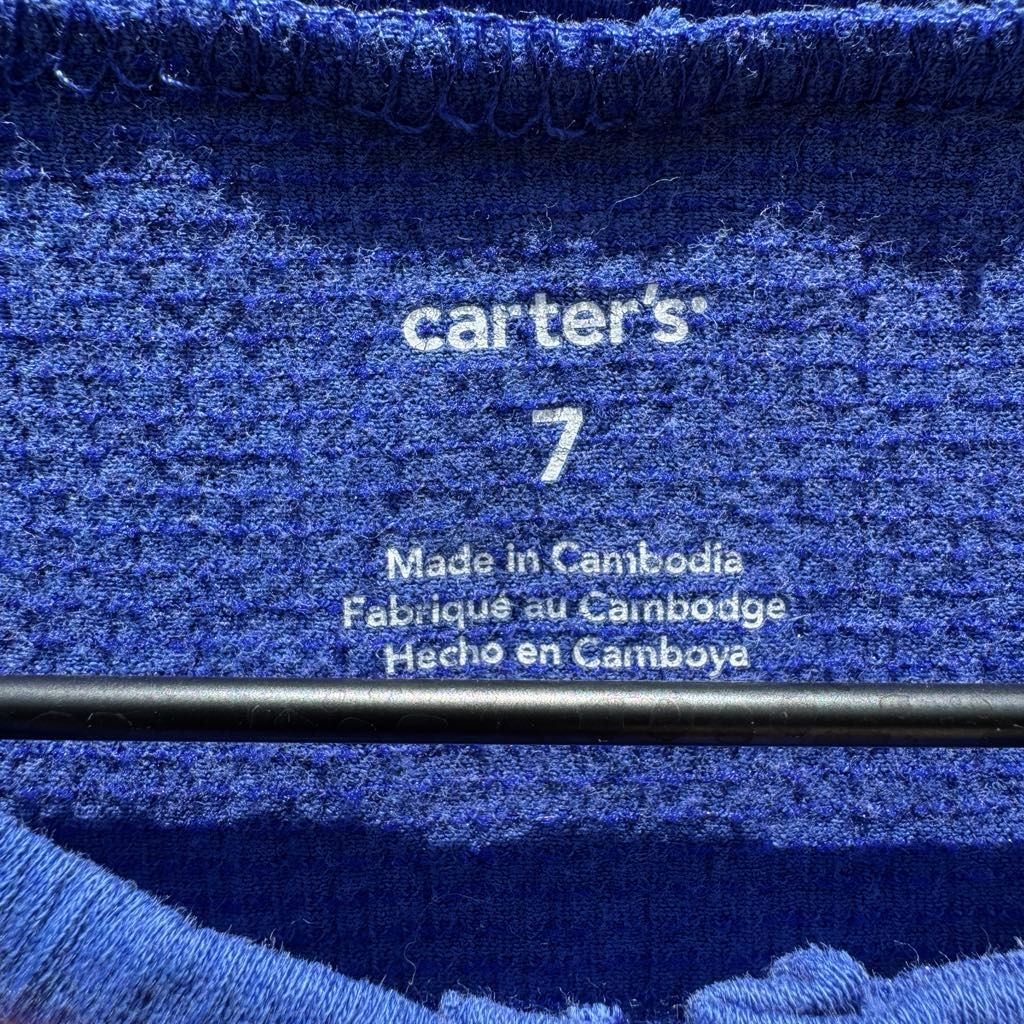 carter's
7
Made in Cambodia
Fabriqué au Cambodge
Hecho en Camboya